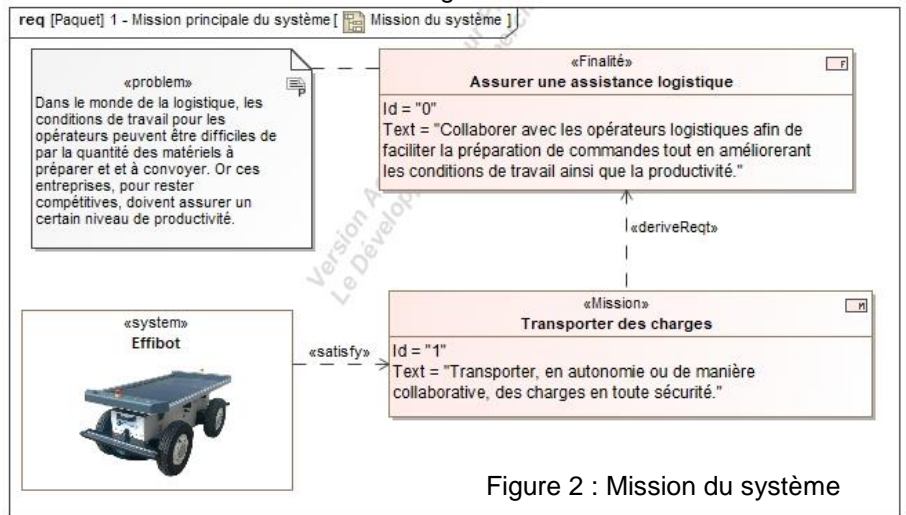 req [Paquet] 1 - Mission principale du système [ Mission du système ]
«problem»
Dans le monde de la logistique, les
conditions de travail pour les
opérateurs peuvent être difficiles de
par la quantité des matériels à
préparer et et à convoyer. Or ces
entreprises, pour rester
compétitives, doivent assurer un
certain niveau de productivité.
P
«Finalité»
F
Assurer une assistance logistique
Id = "0"
Text = "Collaborer avec les opérateurs logistiques afin de
faciliter la préparation de commandes tout en améliorerant
les conditions de travail ainsi que la productivité."
«deriveReqt»
«Mission»
M
Transporter des charges
Id = "1"
Text = "Transporter, en autonomie ou de manière
collaborative, des charges en toute sécurité."
«system»
Effibot
«satisfy»
Figure 2 : Mission du système
Version
Le